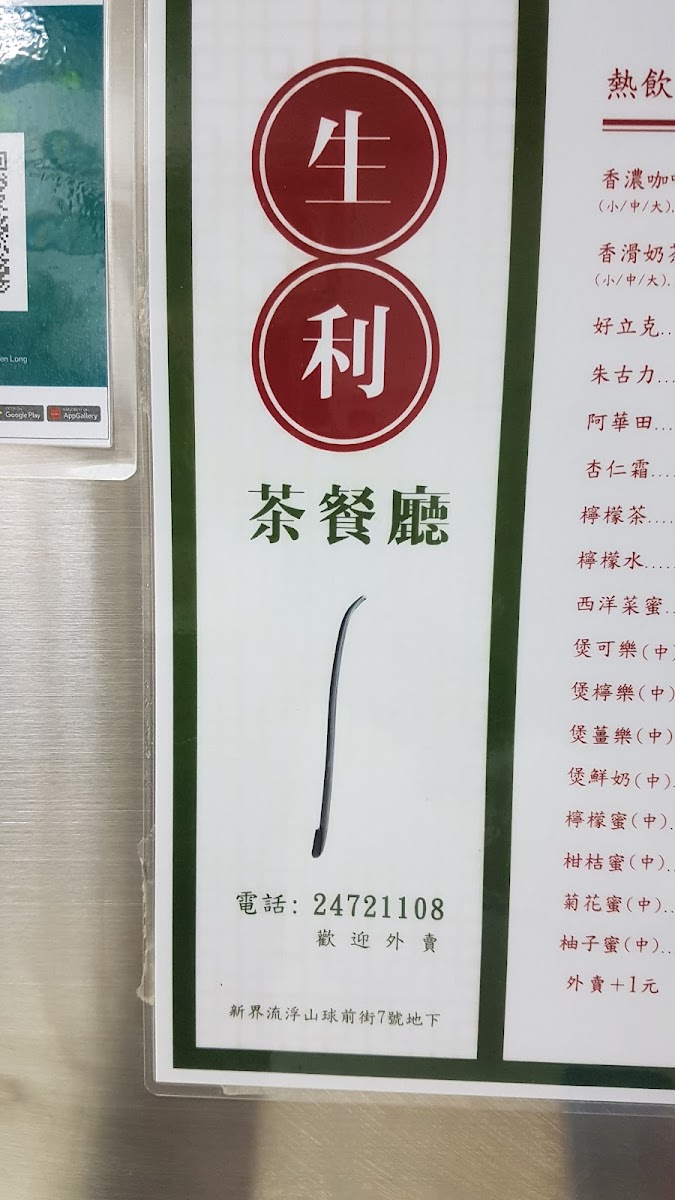 en Long
Google Play
AppGallery
生
利
茶餐廳
電話: 24721108
歡迎外賣
新界流浮山球前街7號地下
熱飲
香濃咖
(小/中/大).
香滑奶茶
(小/中/大).
好立克..
朱古力...
阿華田...
杏仁霜....
檸檬茶....
檸檬水.....
西洋菜蜜..
煲可樂(中)
煲檸樂(中)
煲薑樂(中)
煲鮮奶(中).
檸檬蜜(中).
柑桔蜜(中)..
菊花蜜(中)..
柚子蜜(中)..
外賣+1元